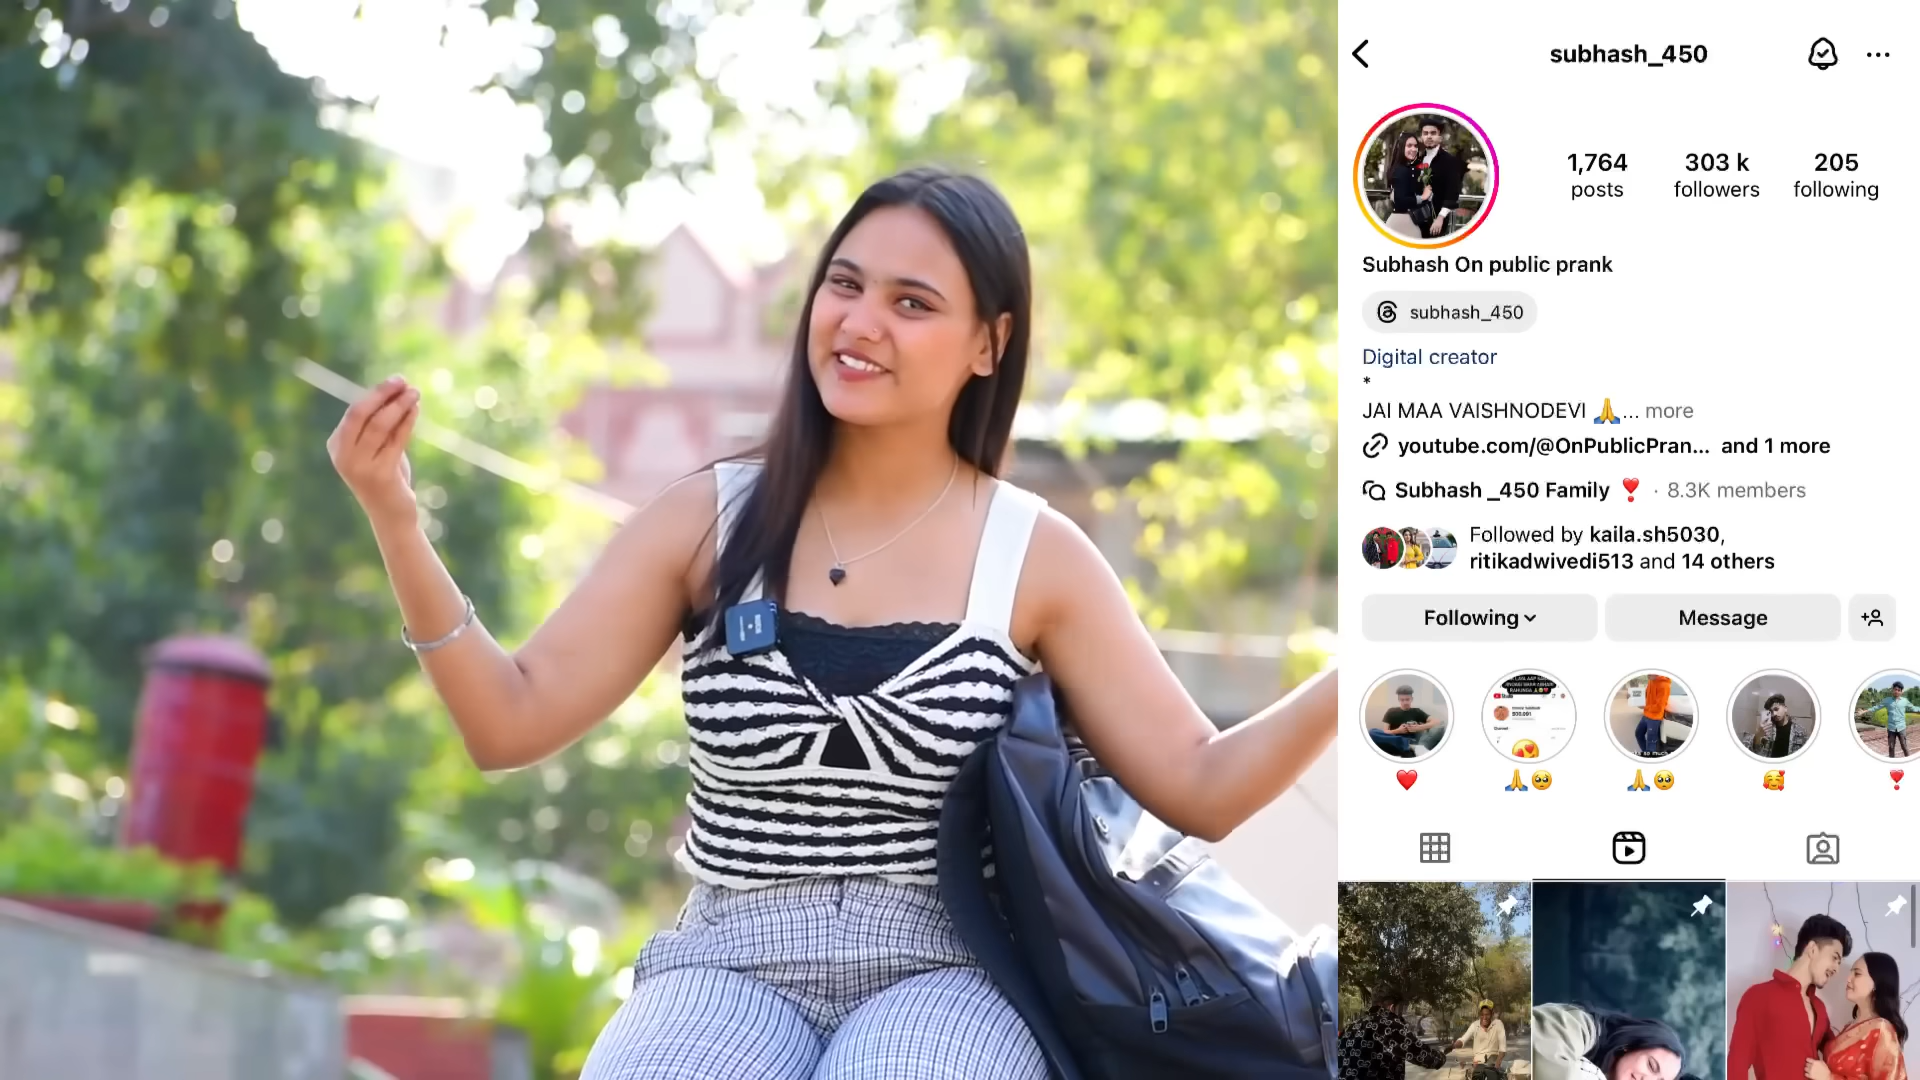 subhash_450
1,764
posts
303 k
followers
205
following
Subhash On public prank
subhash_450
Digital creator
*
JAI MAA VAISHNODEVI 🙏... more
youtube.com/@OnPublicPran... and 1 more
Subhash _450 Family ❣️ · 8.3K members
Followed by kaila.sh5030,
ritikadwivedi513 and 14 others
Following
Message
❤️
🙏🥺
🙏🥺
🥰
❣️